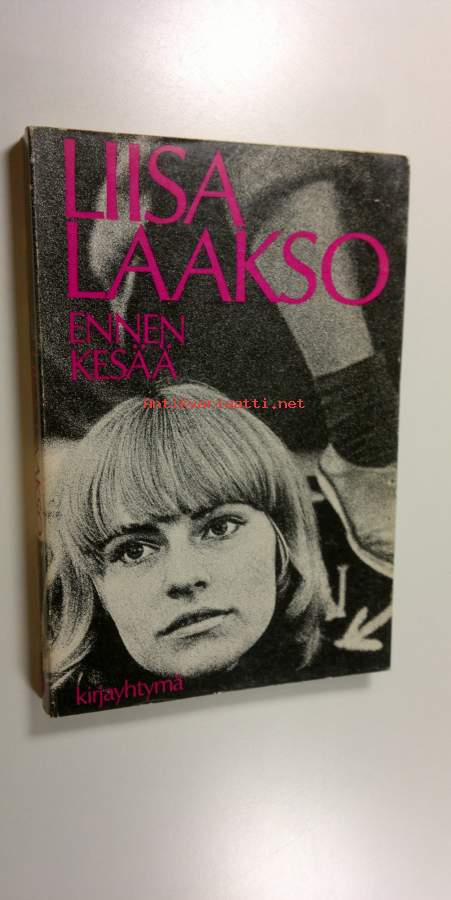 LIISA
LAAKSO
ENNEN
KESÄÄ
Antikvariaatti.net
kirjayhtymä